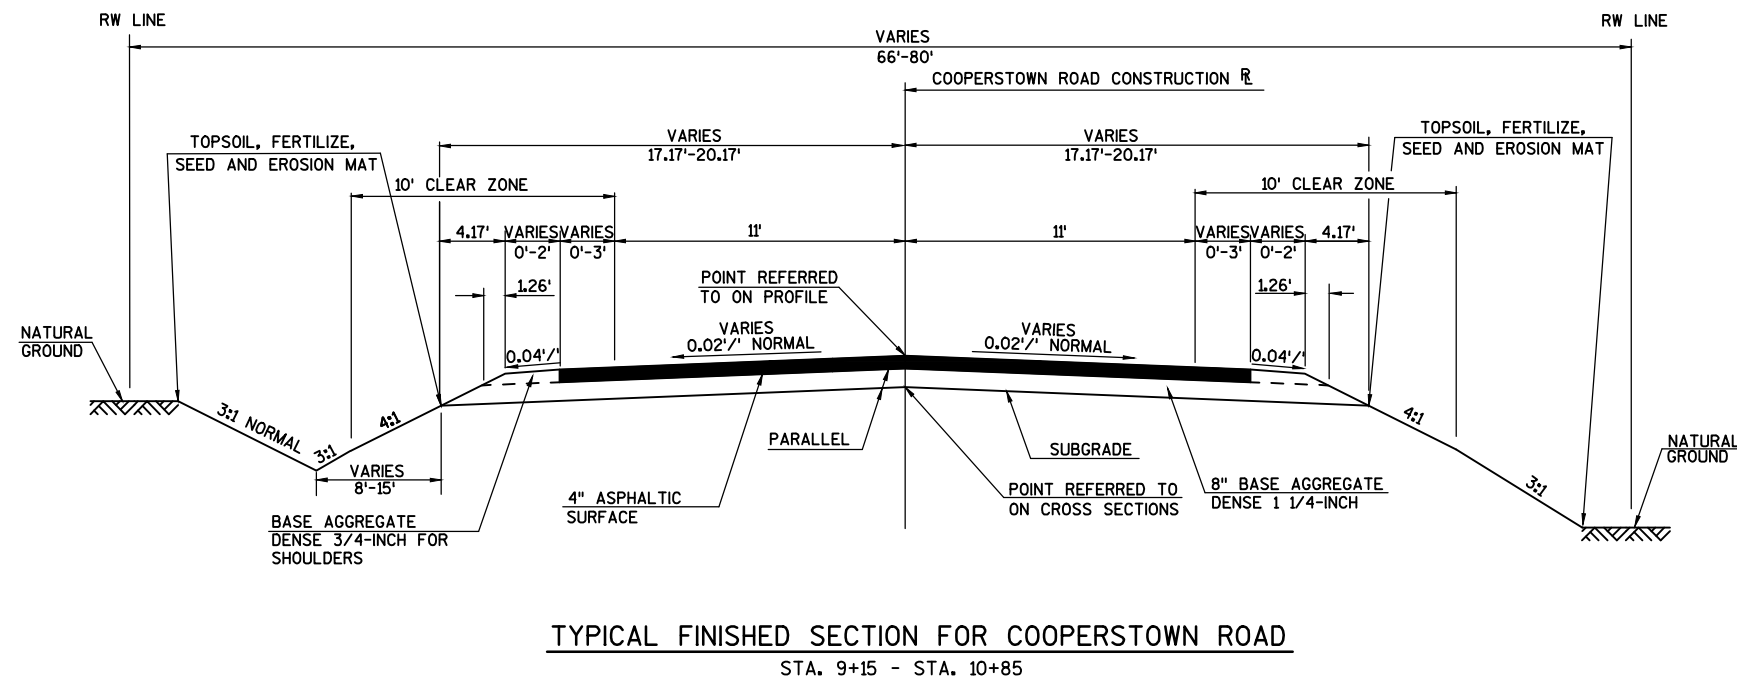 RW LINE
RW LINE
VARIES
66'-80'
COOPERSTOWN ROAD CONSTRUCTION RL
TOPSOIL, FERTILIZE,
SEED AND EROSION MAT
VARIES
17.17'-20.17'
VARIES
17.17'-20.17'
TOPSOIL, FERTILIZE,
SEED AND EROSION MAT
10' CLEAR ZONE
10' CLEAR ZONE
4.17'
VARIES
0'-2'
VARIES
0'-3'
11'
11'
VARIES
0'-3'
VARIES
0'-2'
4.17'
1.26'
1.26'
POINT REFERRED
TO ON PROFILE
NATURAL
GROUND
0.04'/'
VARIES
0.02'/' NORMAL
VARIES
0.02'/' NORMAL
0.04'/'
3:1 NORMAL
3:1
4:1
4:1
3:1
VARIES
8'-15'
PARALLEL
SUBGRADE
NATURAL
GROUND
4" ASPHALTIC
SURFACE
POINT REFERRED TO
ON CROSS SECTIONS
8" BASE AGGREGATE
DENSE 1 1/4-INCH
BASE AGGREGATE
DENSE 3/4-INCH FOR
SHOULDERS
TYPICAL FINISHED SECTION FOR COOPERSTOWN ROAD
STA. 9+15 - STA. 10+85